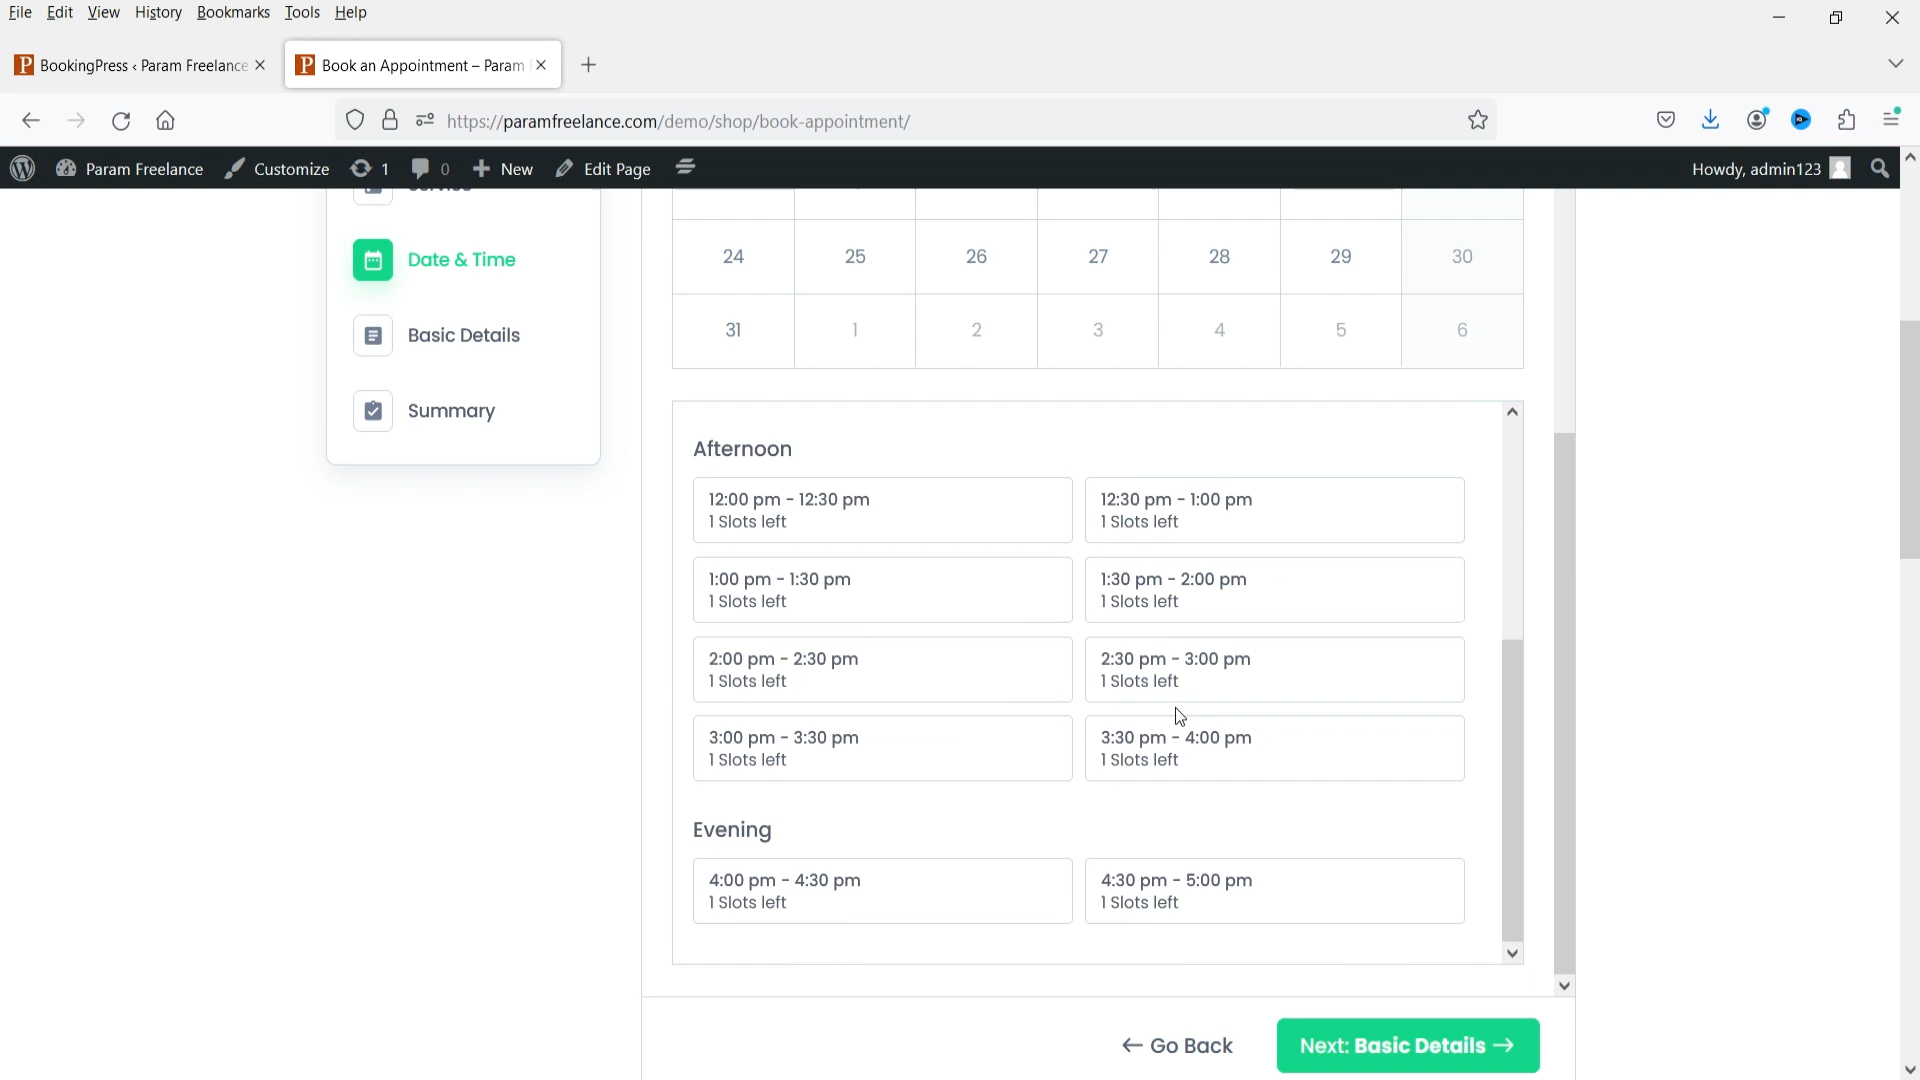 File Edit View History Bookmarks Tools Help
BookingPress ‹ Param Freelance
Book an Appointment – Param
https://paramfreelance.com/demo/shop/book-appointment/
Param Freelance Customize 1 0 New Edit Page Howdy, admin123
Service
Date & Time
Basic Details
Summary
24 25 26 27 28 29 30
31 1 2 3 4 5 6
Afternoon
12:00 pm - 12:30 pm
1 Slots left
12:30 pm - 1:00 pm
1 Slots left
1:00 pm - 1:30 pm
1 Slots left
1:30 pm - 2:00 pm
1 Slots left
2:00 pm - 2:30 pm
1 Slots left
2:30 pm - 3:00 pm
1 Slots left
3:00 pm - 3:30 pm
1 Slots left
3:30 pm - 4:00 pm
1 Slots left
Evening
4:00 pm - 4:30 pm
1 Slots left
4:30 pm - 5:00 pm
1 Slots left
← Go Back
Next: Basic Details →